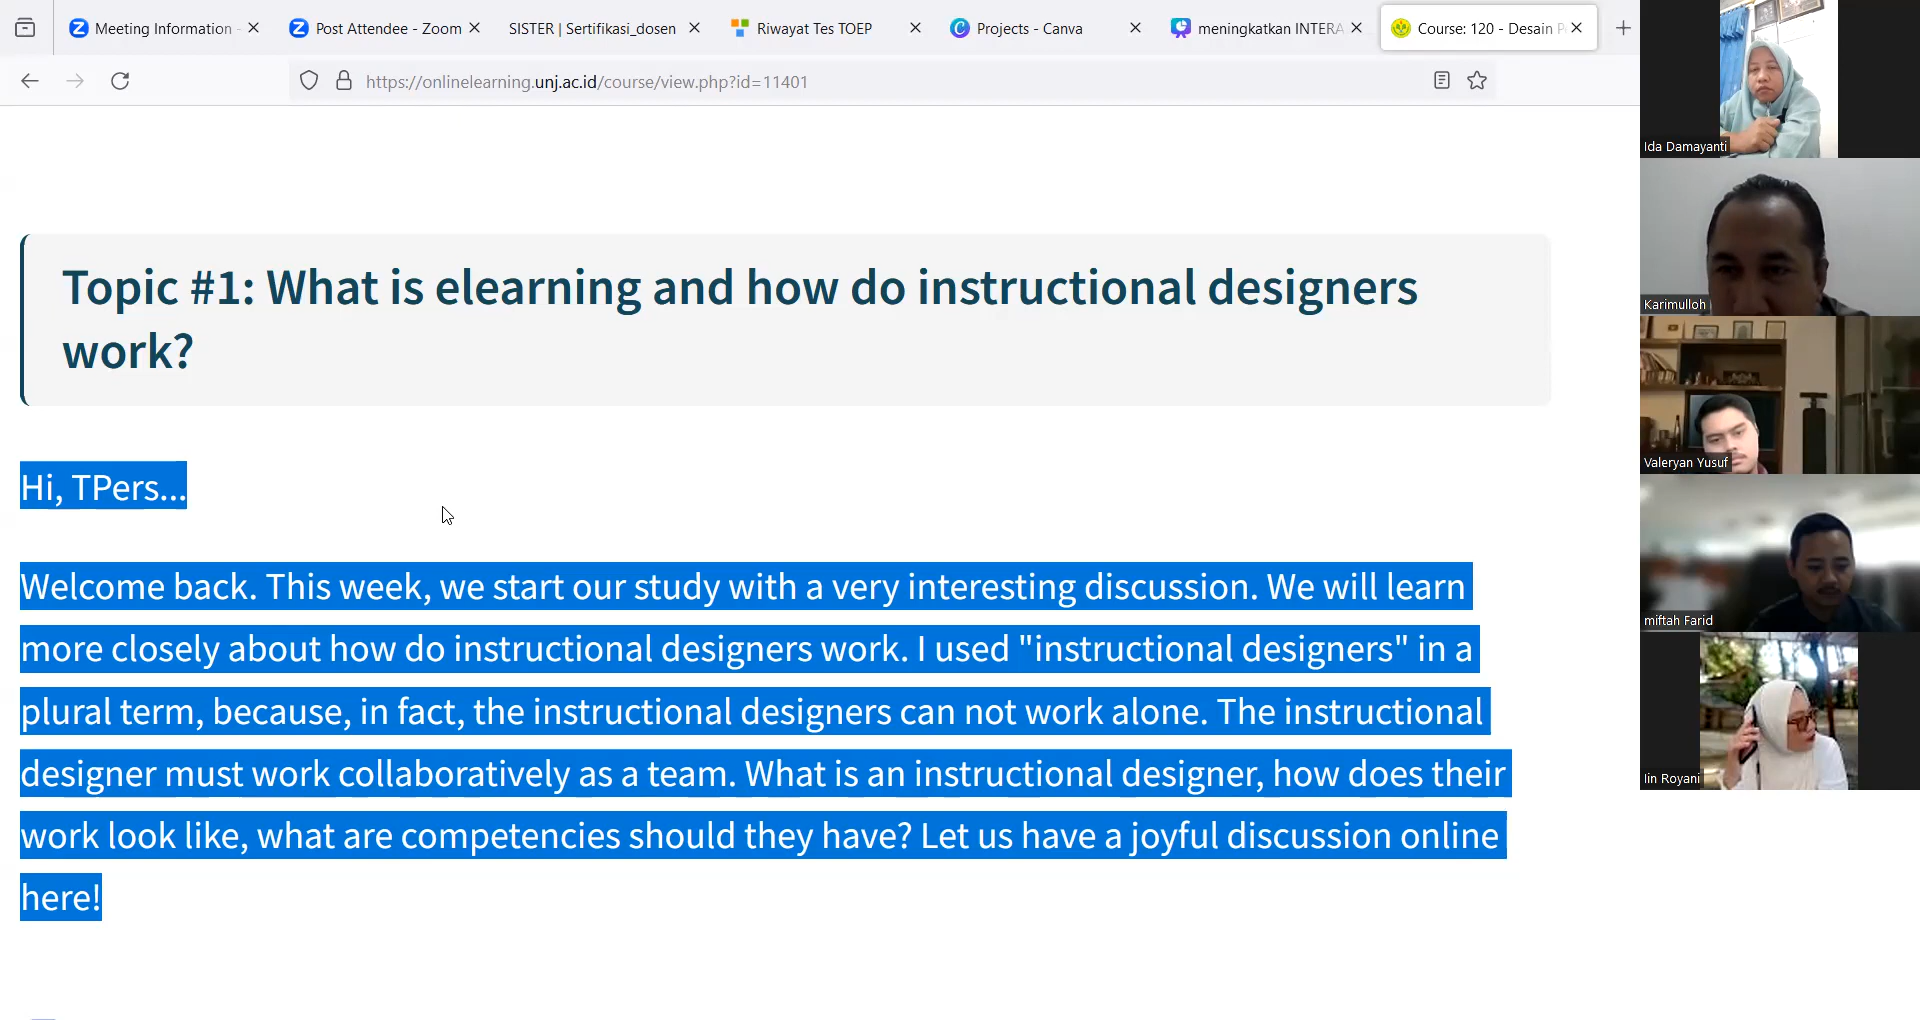 Meeting Information -
Post Attendee - Zoom
SISTER | Sertifikasi_dosen
Riwayat Tes TOEP
Projects - Canva
meningkatkan INTERA
Course: 120 - Desain P
https://onlinelearning.unj.ac.id/course/view.php?id=11401
Topic #1: What is elearning and how do instructional designers
work?
Hi, TPers...
Welcome back. This week, we start our study with a very interesting discussion. We will learn
more closely about how do instructional designers work. I used "instructional designers" in a
plural term, because, in fact, the instructional designers can not work alone. The instructional
designer must work collaboratively as a team. What is an instructional designer, how does their
work look like, what are competencies should they have? Let us have a joyful discussion online
here!
Ida Damayanti
Karimulloh
Valeryan Yusuf
miftah Farid
Iin Royani